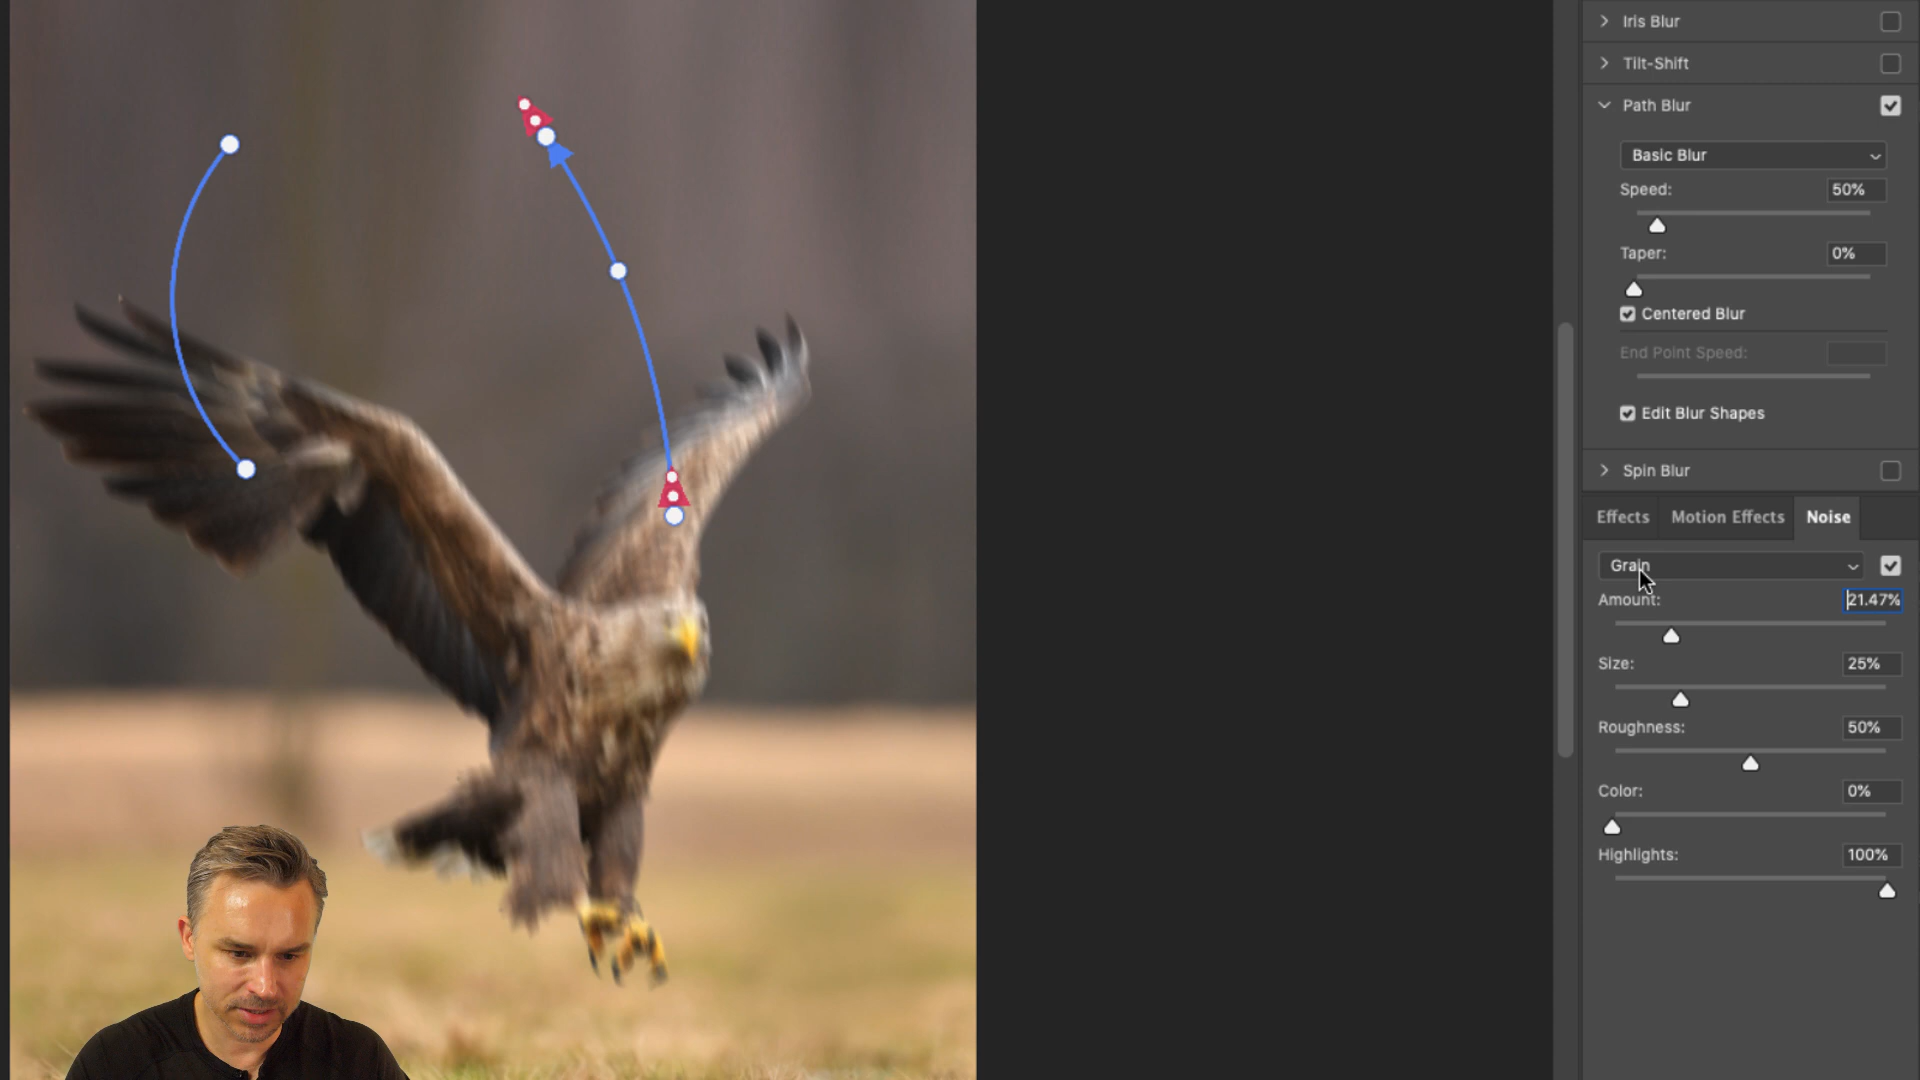 Iris Blur
Tilt-Shift
Path Blur
Basic Blur
Speed: 50%
Taper: 0%
Centered Blur
End Point Speed:
Edit Blur Shapes
Spin Blur
Effects Motion Effects Noise
Grain
Amount: 21.47%
Size: 25%
Roughness: 50%
Color: 0%
Highlights: 100%